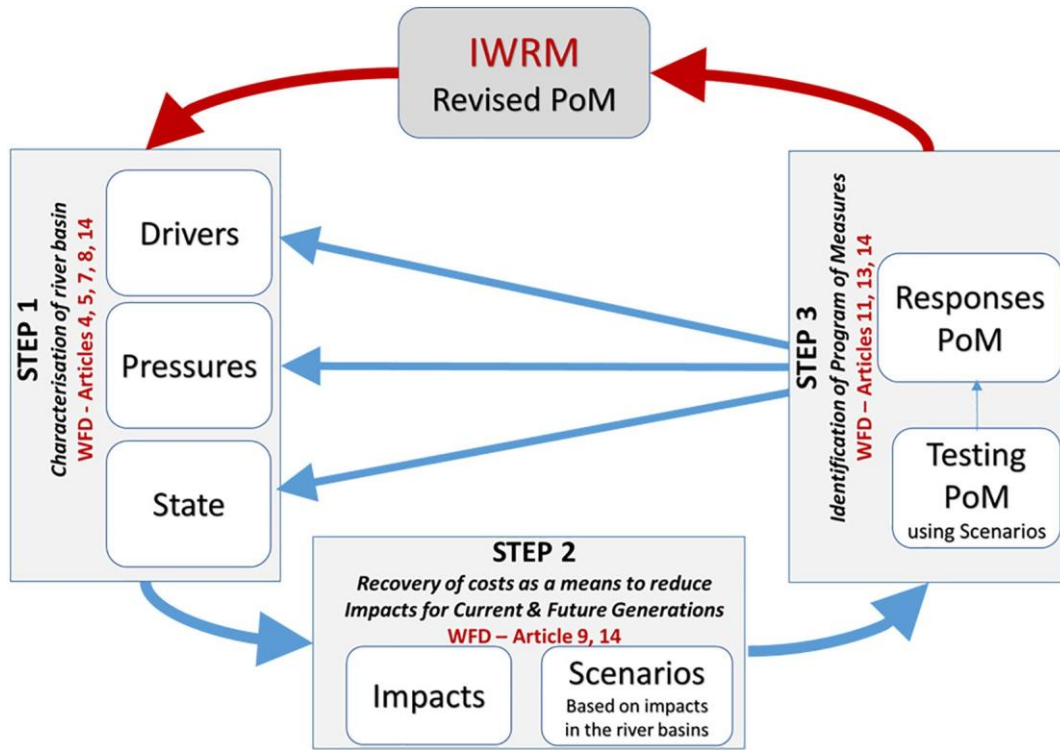 IWRM
Revised PoM
STEP 1
Characterisation of river basin
WFD - Articles 4, 5, 7, 8, 14
Drivers
Pressures
State
STEP 2
Recovery of costs as a means to reduce
Impacts for Current & Future Generations
WFD – Article 9, 14
Impacts
Scenarios
Based on impacts
in the river basins
STEP 3
Identification of Program of Measures
WFD – Articles 11, 13, 14
Responses
PoM
Testing
PoM
using Scenarios